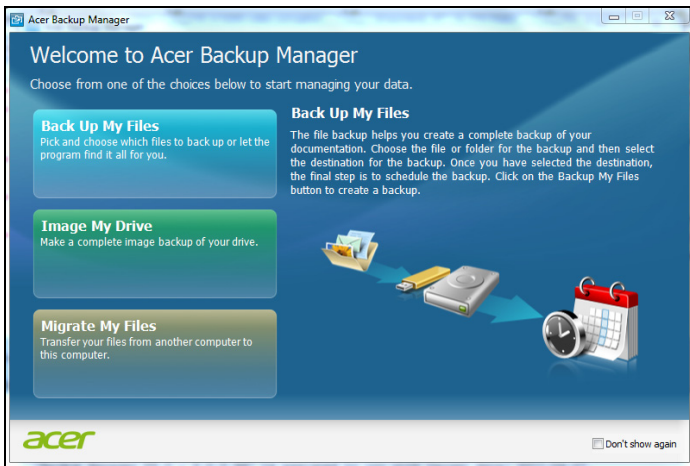 Acer Backup Manager
Welcome to Acer Backup Manager
Choose from one of the choices below to start managing your data.
Back Up My Files
Pick and choose which files to back up or let the
program find it all for you.
Image My Drive
Make a complete image backup of your drive.
Migrate My Files
Transfer your files from another computer to
this computer.
Back Up My Files
The file backup helps you create a complete backup of your
documentation. Choose the file or folder for the backup and then select
the destination for the backup. Once you have selected the destination,
the final step is to schedule the backup. Click on the Backup My Files
button to create a backup.
acer
Don't show again